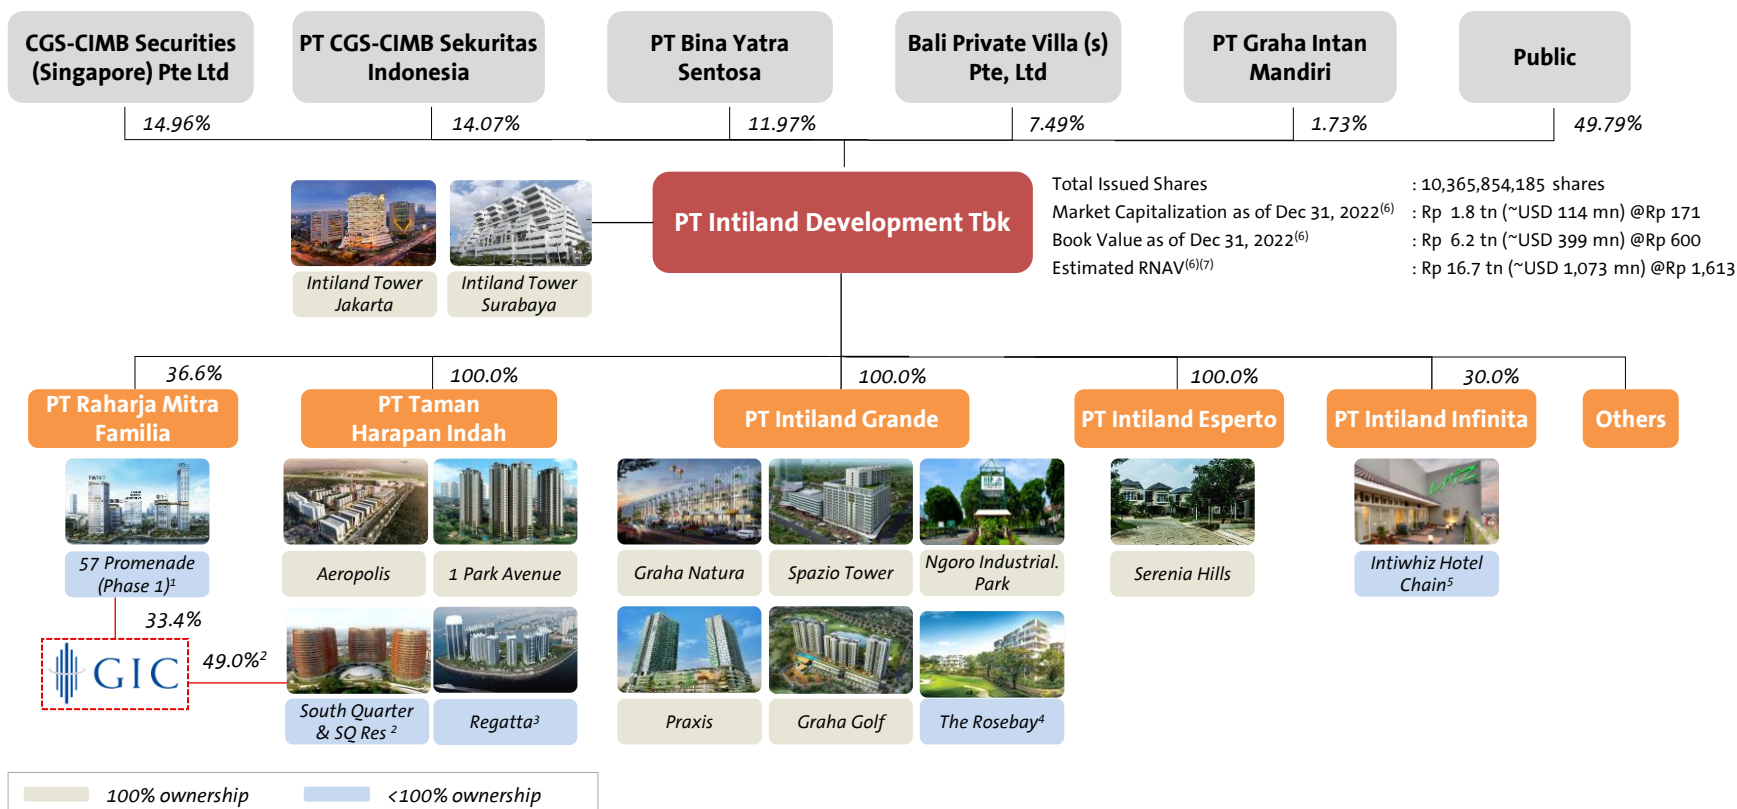 CGS-CIMB Securities
(Singapore) Pte Ltd
PT CGS-CIMB Sekuritas
Indonesia
PT Bina Yatra
Sentosa
Bali Private Villa (s)
Pte, Ltd
PT Graha Intan
Mandiri
Public
14.96%
14.07%
11.97%
7.49%
1.73%
49.79%
Intiland Tower
Jakarta
Intiland Tower
Surabaya
PT Intiland Development Tbk
Total Issued Shares : 10,365,854,185 shares
Market Capitalization as of Dec 31, 2022(6) : Rp 1.8 tn (~USD 114 mn) @Rp 171
Book Value as of Dec 31, 2022(6) : Rp 6.2 tn (~USD 399 mn) @Rp 600
Estimated RNAV(6)(7) : Rp 16.7 tn (~USD 1,073 mn) @Rp 1,613
36.6%
100.0%
100.0%
100.0%
30.0%
PT Raharja Mitra
Familia
PT Taman
Harapan Indah
PT Intiland Grande
PT Intiland Esperto
PT Intiland Infinita
Others
57 Promenade
(Phase 1)1
Aeropolis
1 Park Avenue
Graha Natura
Spazio Tower
Ngoro Industrial.
Park
Serenia Hills
Intiwhiz Hotel
Chain5
33.4%
GIC
49.0%2
South Quarter
& SQ Res 2
Regatta3
Praxis
Graha Golf
The Rosebay4
100% ownership
<100% ownership